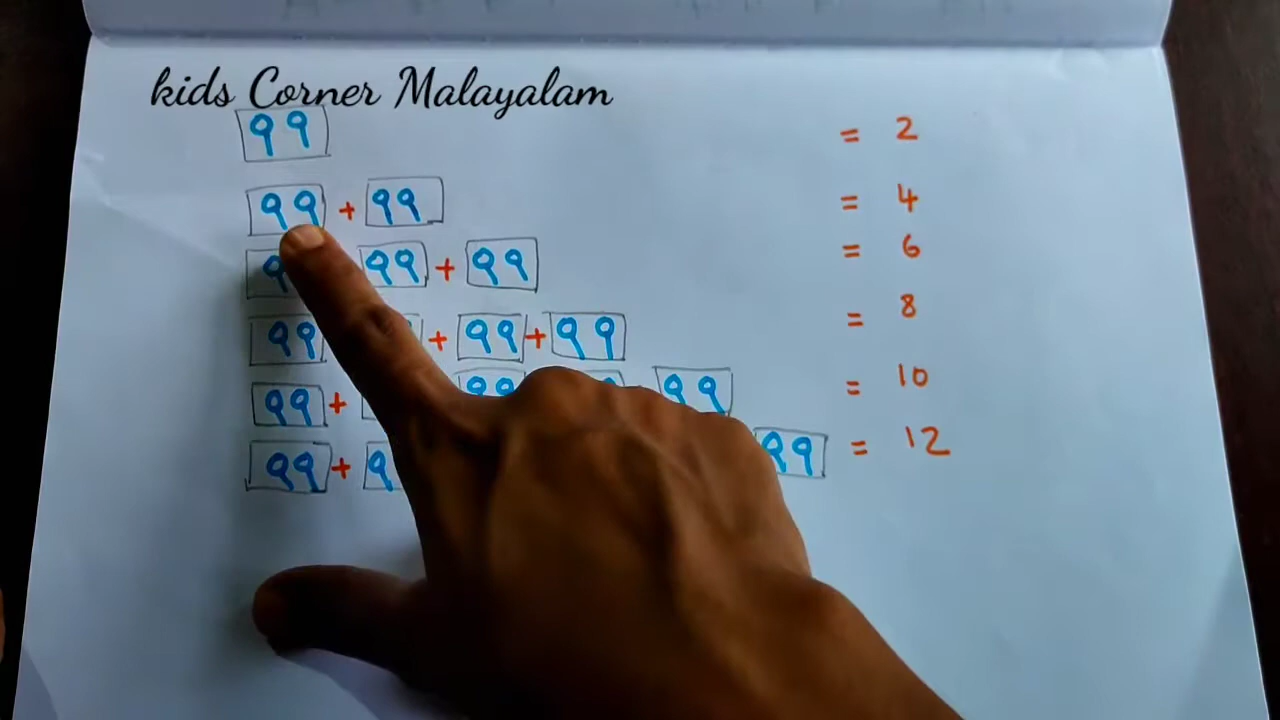 kids Corner Malayalam
99 = 2
99 + 99 = 4
99 + 99 = 6
99 + 99 + 99 = 8
99 + 99 99 = 10
99 + 99 = 12